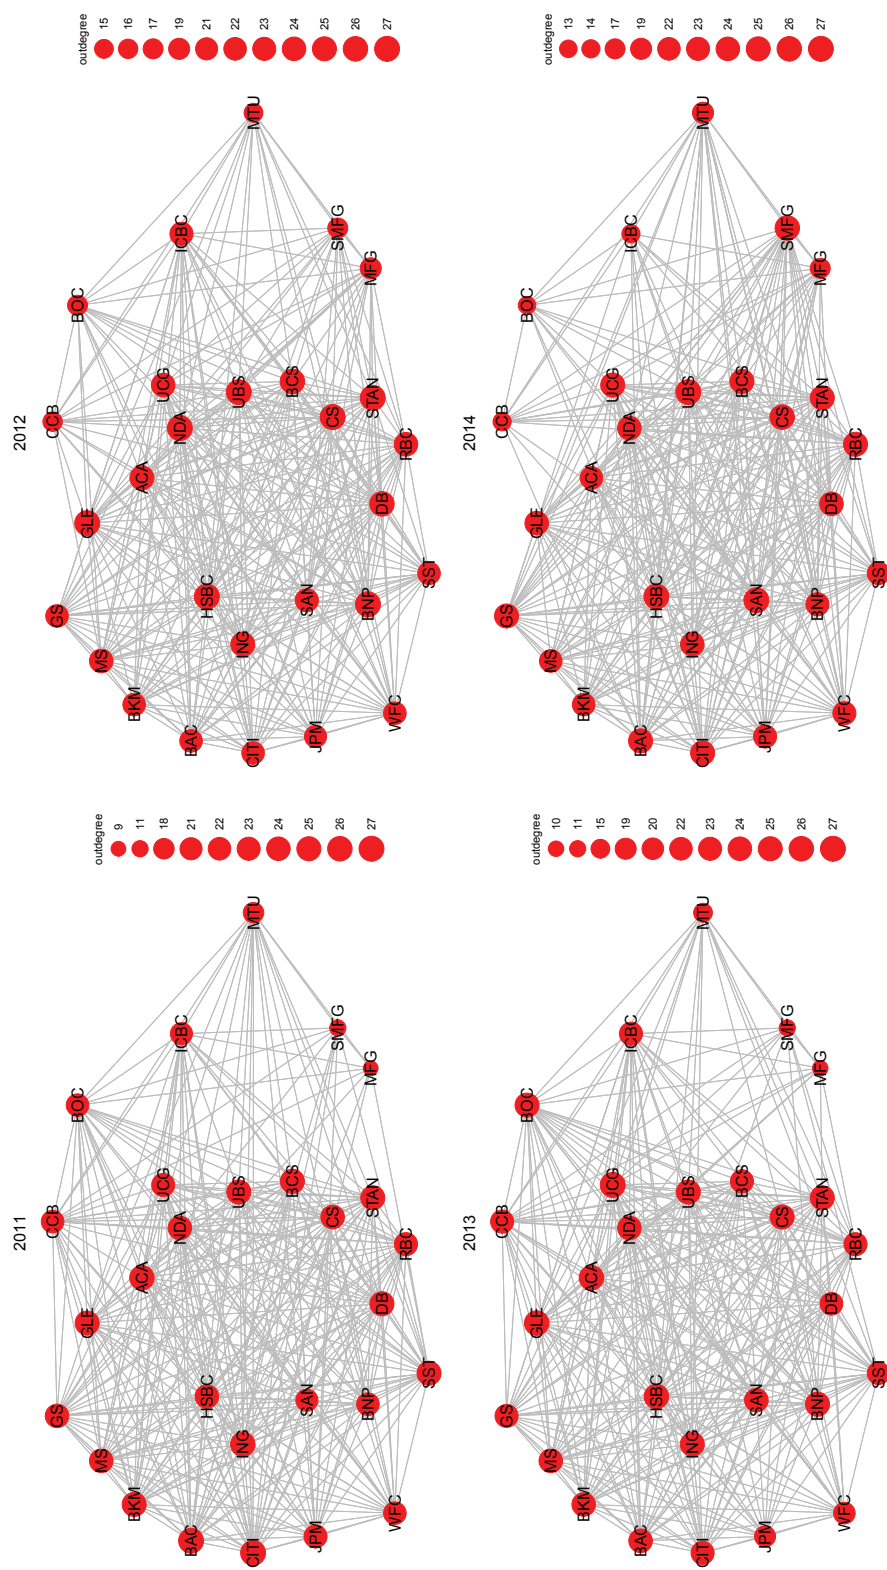 2011
outdegree
9
11
18
21
22
23
24
25
26
27
CCB
BOC
GLE
GS
UCG
ICBC
ACA
NDA
MS
UBS
HSBC
BKM
MTU
ING
BCS
BAC
SAN
CS
SMFG
CITI
BNP
DB
STAN
MFG
JPM
RBC
WFC
SST
2012
outdegree
15
16
17
19
21
22
23
24
25
26
27
CCB
BOC
GLE
GS
UCG
ICBC
ACA
NDA
MS
UBS
HSBC
BKM
MTU
ING
BCS
BAC
SAN
CS
SMFG
CITI
BNP
DB
STAN
MFG
JPM
RBC
WFC
SST
2013
outdegree
10
11
15
19
20
22
23
24
25
26
27
CCB
BOC
GLE
GS
UCG
ICBC
ACA
NDA
MS
UBS
HSBC
BKM
MTU
ING
BCS
BAC
SAN
CS
SMFG
CITI
BNP
DB
STAN
MFG
JPM
RBC
WFC
SST
2014
outdegree
13
14
17
19
22
23
24
25
26
27
CCB
BOC
GLE
GS
UCG
ICBC
ACA
NDA
MS
UBS
HSBC
BKM
MTU
ING
BCS
BAC
SAN
CS
SMFG
CITI
BNP
DB
STAN
MFG
JPM
RBC
WFC
SST